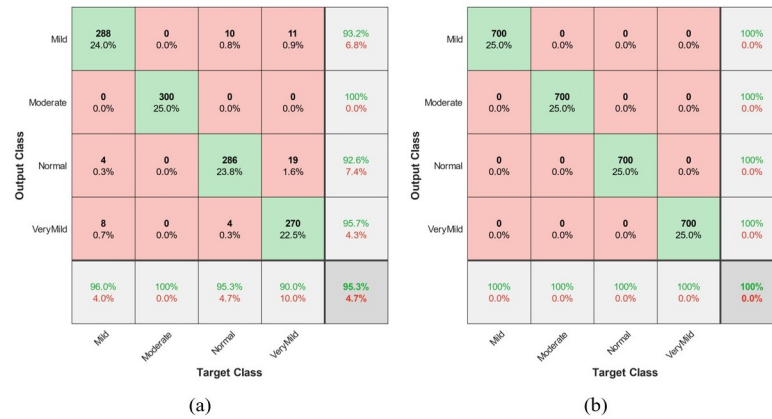 Mild 288 0 10 11 93.2%
24.0% 0.0% 0.8% 0.9% 6.8%
Moderate 0 300 0 0 100%
0.0% 25.0% 0.0% 0.0% 0.0%
Normal 4 0 286 19 92.6%
0.3% 0.0% 23.8% 1.6% 7.4%
VeryMild 8 0 4 270 95.7%
0.7% 0.0% 0.3% 22.5% 4.3%
96.0% 100% 95.3% 90.0% 95.3%
4.0% 0.0% 4.7% 10.0% 4.7%
Mild Moderate Normal VeryMild
Output Class
Target Class
(a)
Mild 700 0 0 0 100%
25.0% 0.0% 0.0% 0.0% 0.0%
Moderate 0 700 0 0 100%
0.0% 25.0% 0.0% 0.0% 0.0%
Normal 0 0 700 0 100%
0.0% 0.0% 25.0% 0.0% 0.0%
VeryMild 0 0 0 700 100%
0.0% 0.0% 0.0% 25.0% 0.0%
100% 100% 100% 100% 100%
0.0% 0.0% 0.0% 0.0% 0.0%
Mild Moderate Normal VeryMild
Output Class
Target Class
(b)